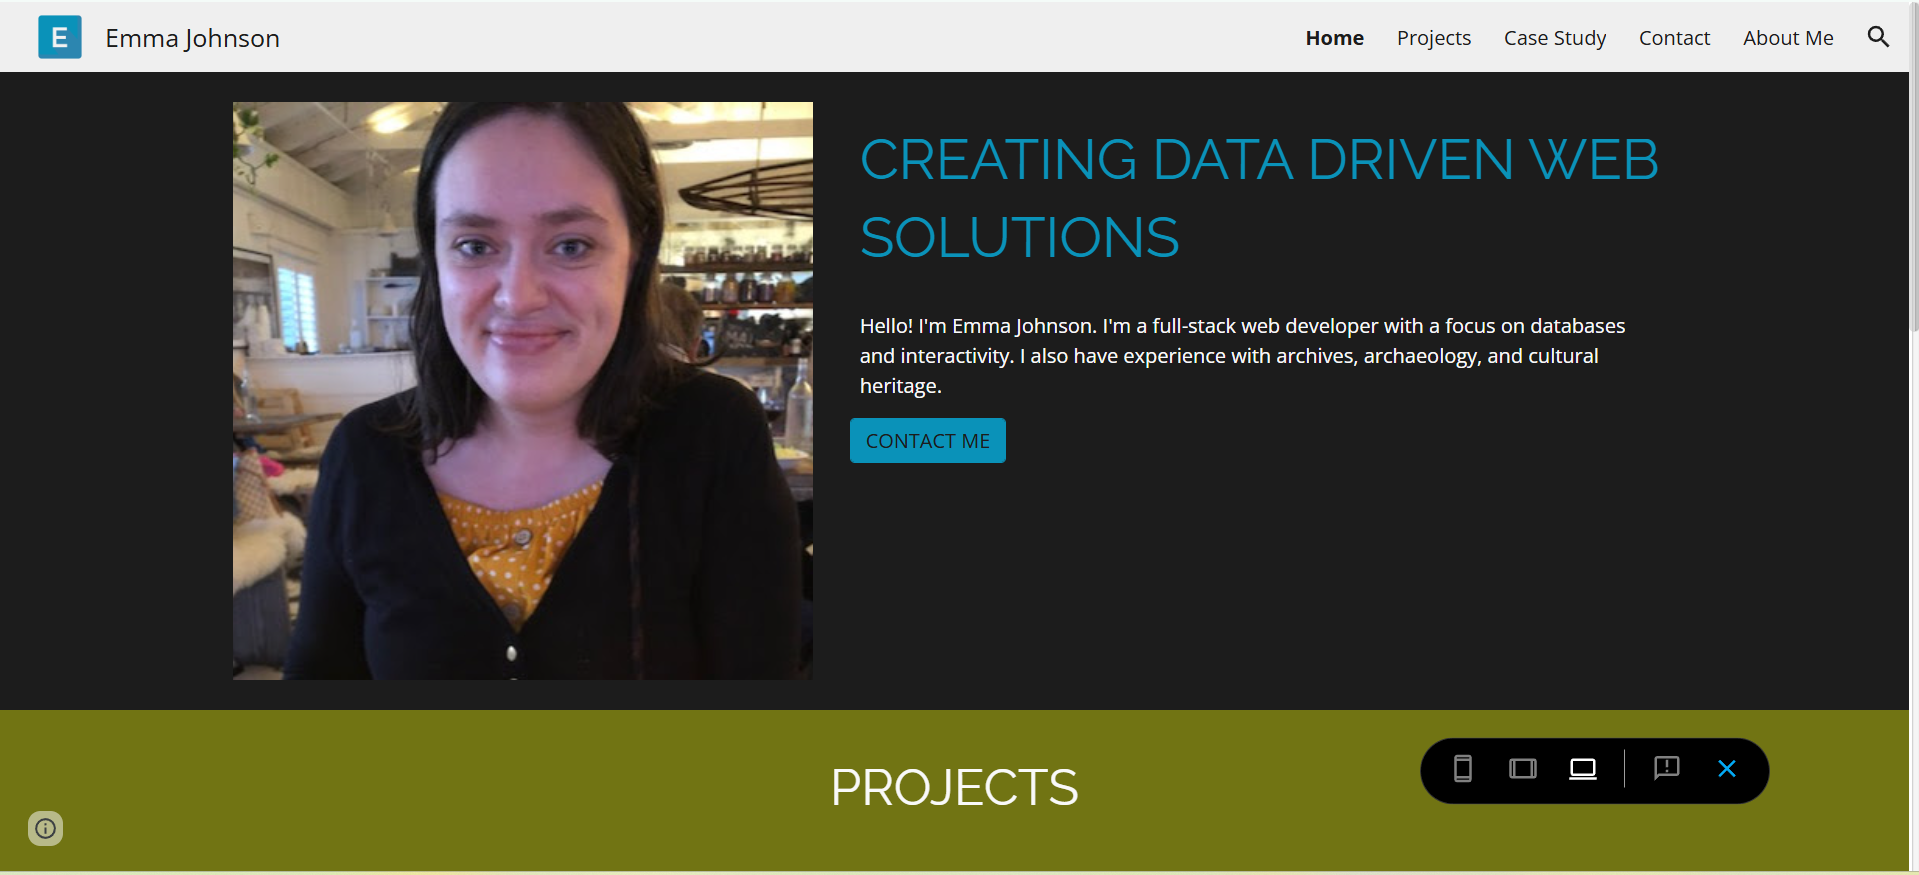 E
Emma Johnson
Home Projects Case Study Contact About Me
CREATING DATA DRIVEN WEB
SOLUTIONS
Hello! I'm Emma Johnson. I'm a full-stack web developer with a focus on databases
and interactivity. I also have experience with archives, archaeology, and cultural
heritage.
CONTACT ME
PROJECTS